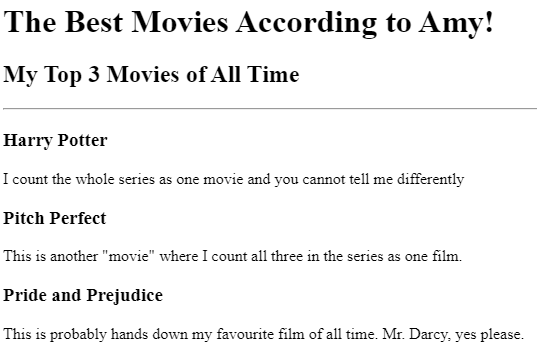 The Best Movies According to Amy!
My Top 3 Movies of All Time
Harry Potter
I count the whole series as one movie and you cannot tell me differently
Pitch Perfect
This is another "movie" where I count all three in the series as one film.
Pride and Prejudice
This is probably hands down my favourite film of all time. Mr. Darcy, yes please.